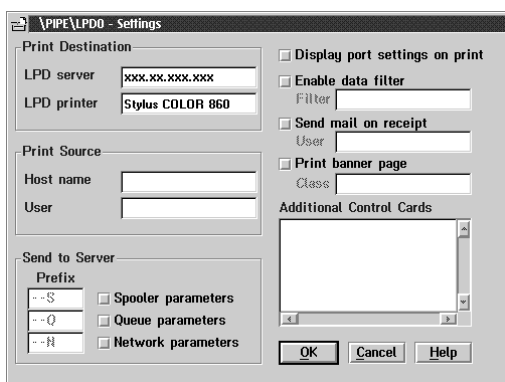 \PIPE\LPD0 - Settings
Print Destination
LPD server xxx.xx.xxx.xxx
LPD printer Stylus COLOR 860
Print Source
Host name
User
Send to Server
Prefix
--S Spooler parameters
--Q Queue parameters
--N Network parameters
Display port settings on print
Enable data filter
Filter
Send mail on receipt
User
Print banner page
Class
Additional Control Cards
OK Cancel Help